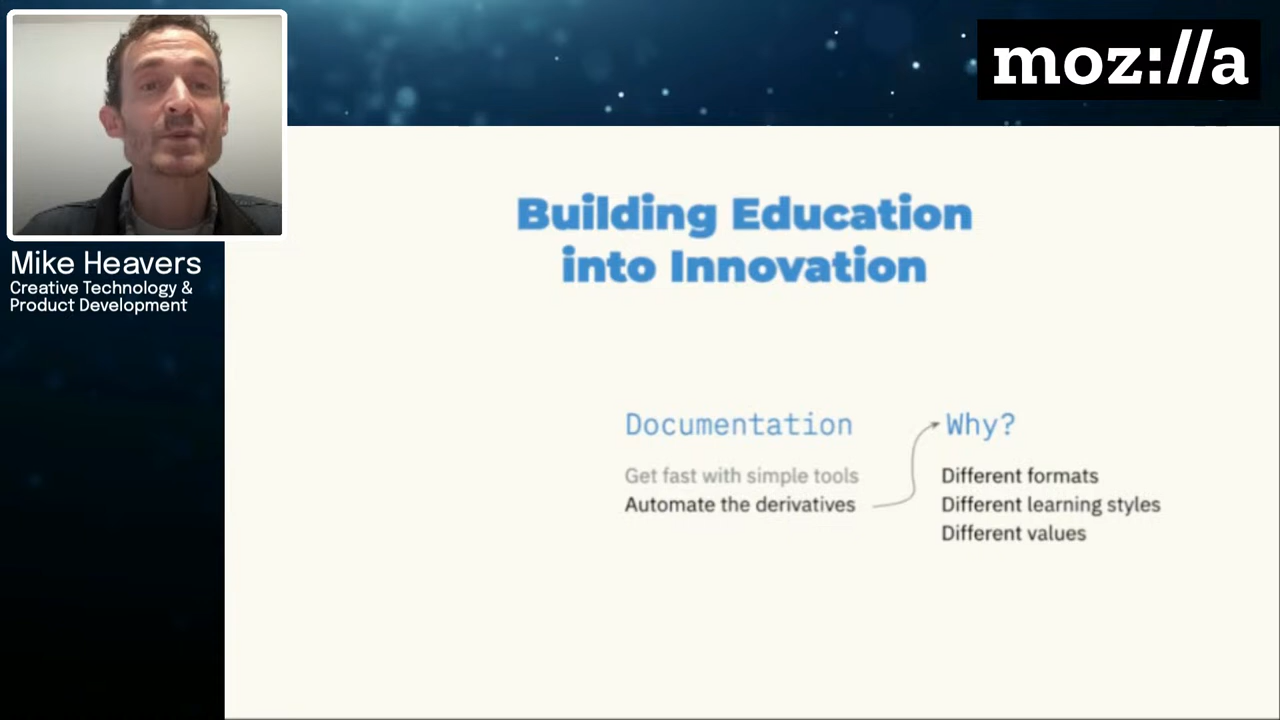 moz://a
Mike Heavers
Creative Technology &
Product Development
Building Education
into Innovation
Documentation
Get fast with simple tools
Automate the derivatives
Why?
Different formats
Different learning styles
Different values